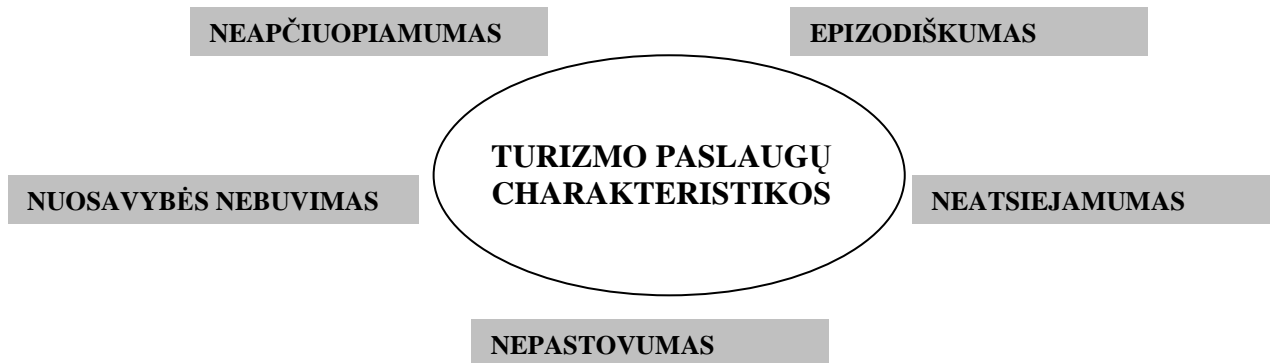 NEAPČIUOPIAMUMAS
EPIZODIŠKUMAS
TURIZMO PASLAUGŲ
CHARAKTERISTIKOS
NUOSAVYBĖS NEBUVIMAS
NEATSIEJAMUMAS
NEPASTOVUMAS